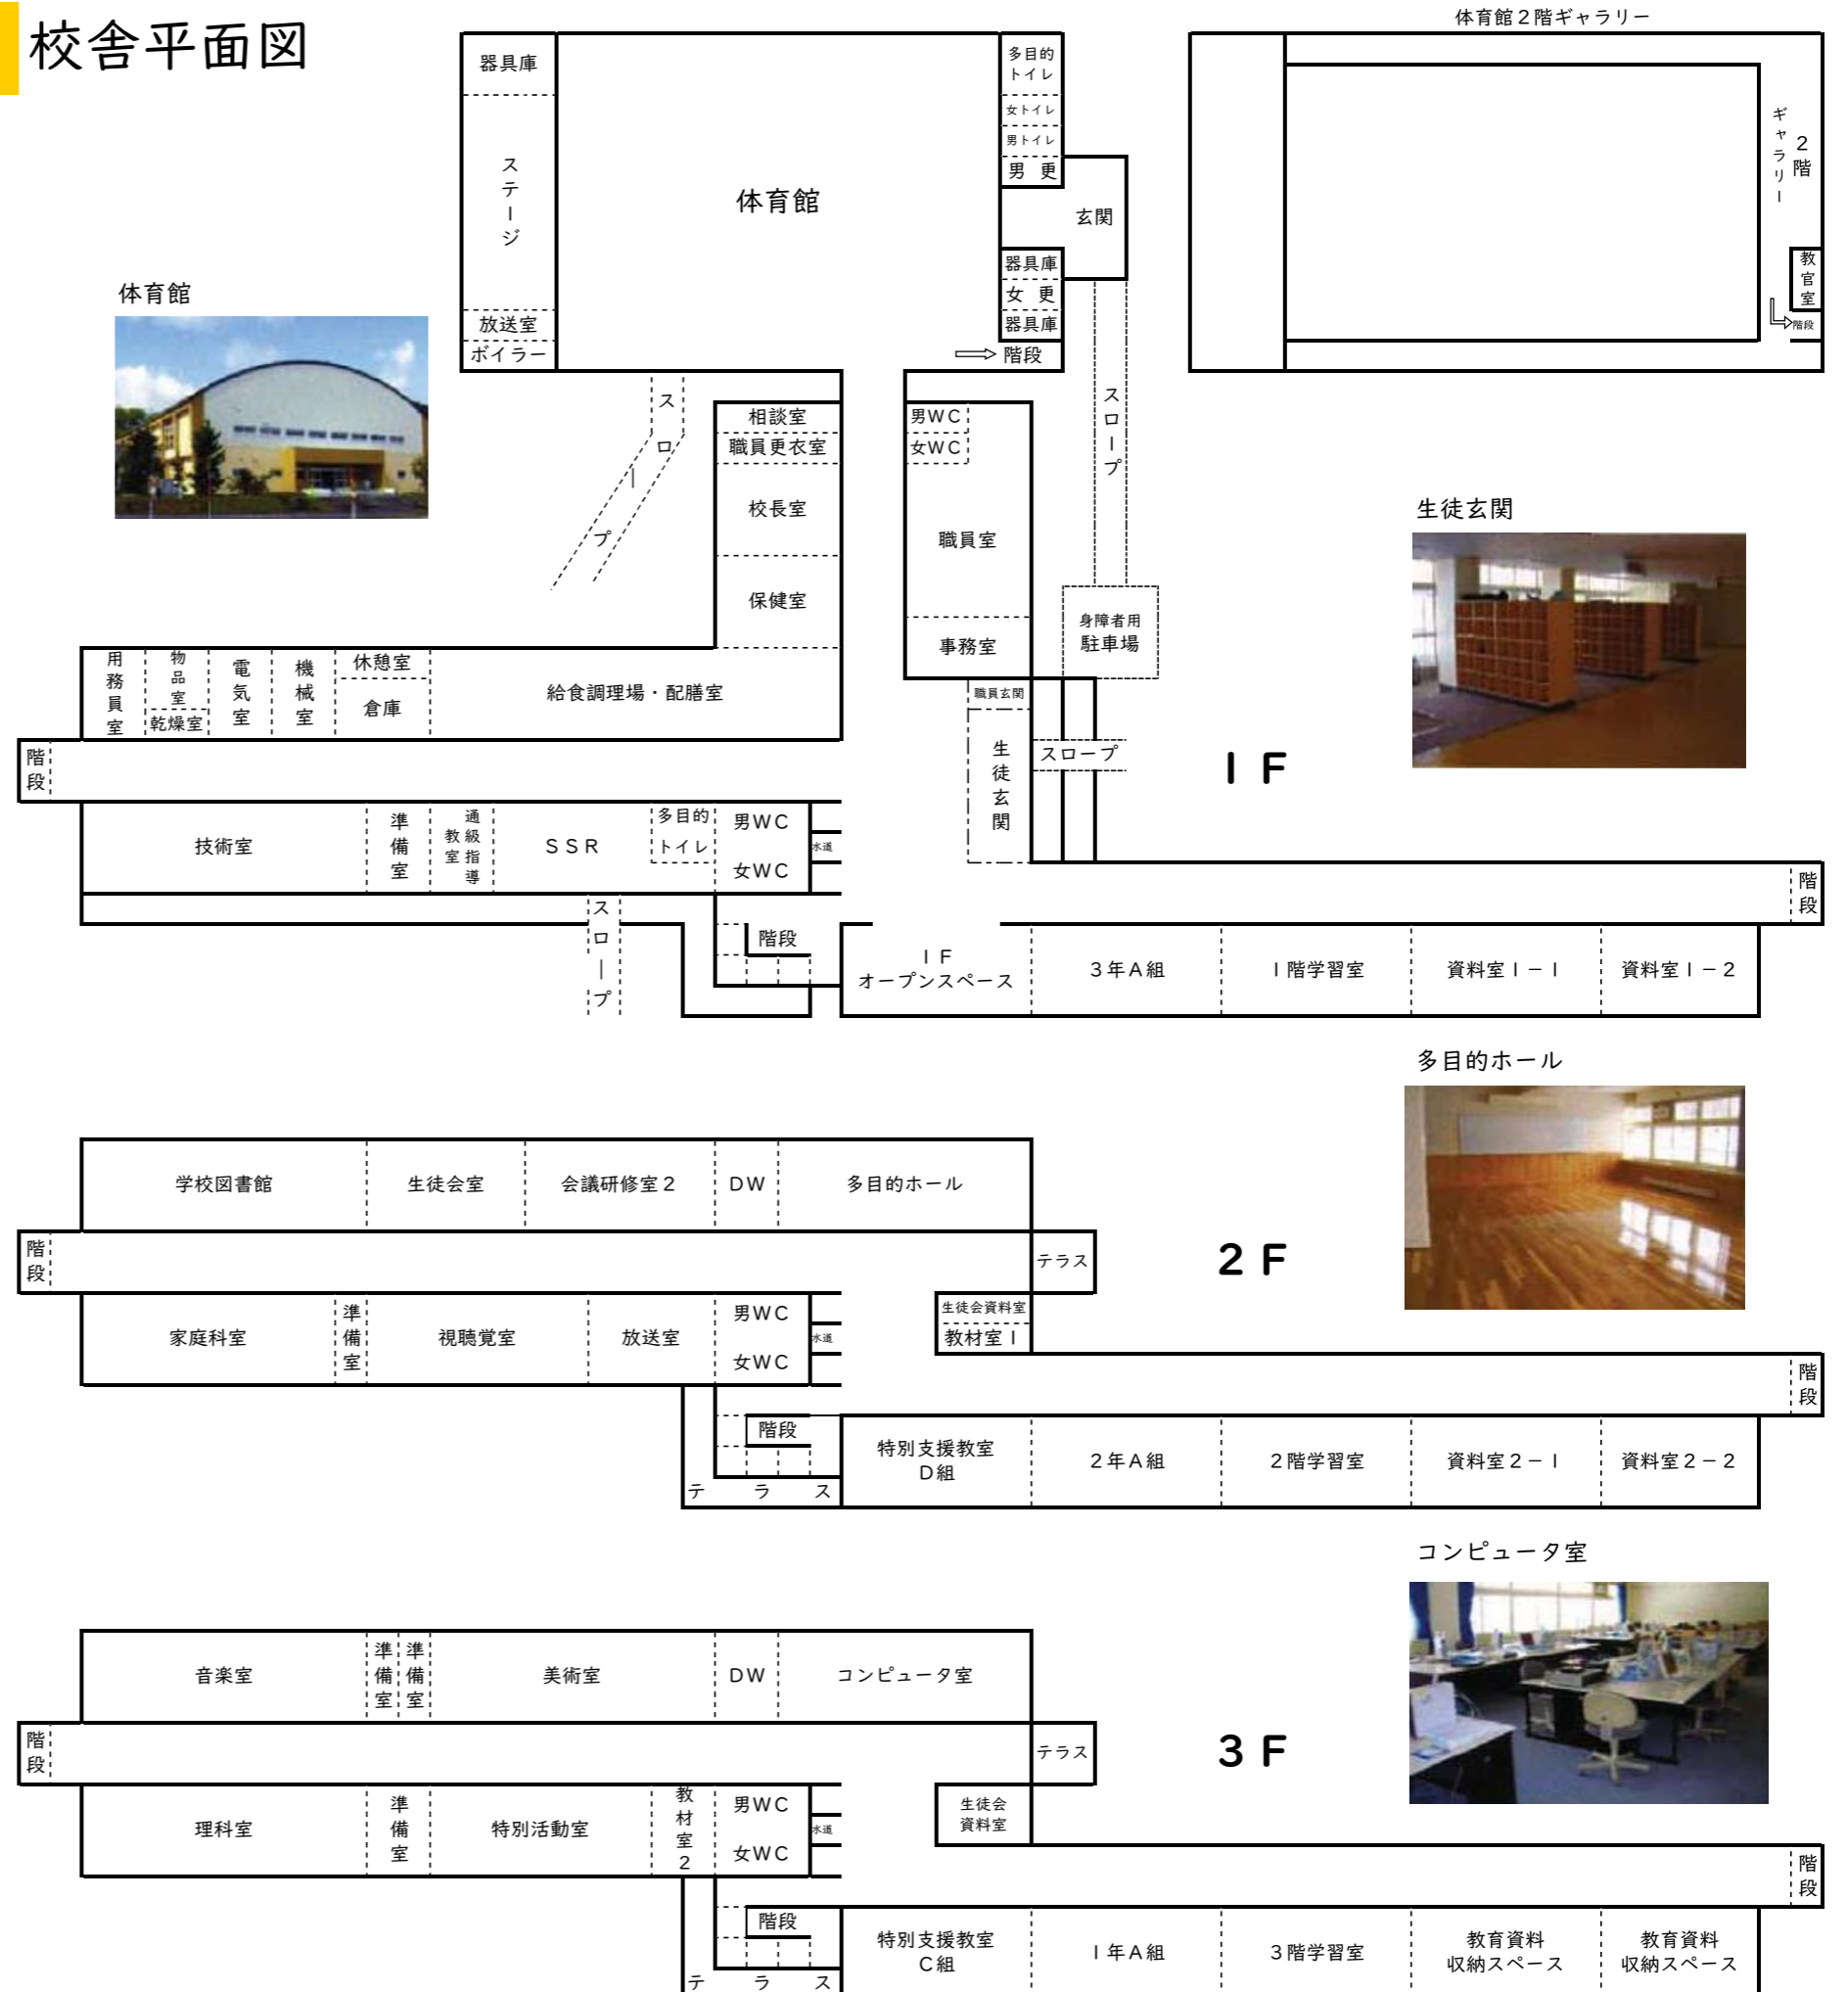 校舎平面図
体育館2階ギャラリー
器具庫
ステージ
放送室
ボイラー
体育館
多目的
トイレ
女トイレ
男トイレ
男 更
玄関
器具庫
女 更
器具庫
階段
ギャラリー
2階
教官室
階段
体育館
スロープ
相談室
職員更衣室
校長室
保健室
男WC
女WC
職員室
事務室
スロープ
身障者用
駐車場
生徒玄関
用務員室
物品室
乾燥室
電気室
機械室
休憩室
倉庫
給食調理場・配膳室
職員玄関
生徒玄関
スロープ
1F
階段
技術室
準備室
通級指導
教室
SSR
多目的
トイレ
男WC
女WC
水道
階段
スロープ
階段
1F
オープンスペース
3年A組
1階学習室
資料室1-1
資料室1-2
多目的ホール
学校図書館
生徒会室
会議研修室2
DW
多目的ホール
階段
テラス
2F
家庭科室
準備室
視聴覚室
放送室
男WC
女WC
水道
生徒会資料室
教材室1
階段
階段
テラス
特別支援教室
D組
2年A組
2階学習室
資料室2-1
資料室2-2
コンピュータ室
音楽室
準備室
準備室
美術室
DW
コンピュータ室
階段
テラス
3F
理科室
準備室
特別活動室
教材室2
男WC
女WC
水道
生徒会
資料室
階段
階段
テラス
特別支援教室
C組
1年A組
3階学習室
教育資料
収納スペース
教育資料
収納スペース